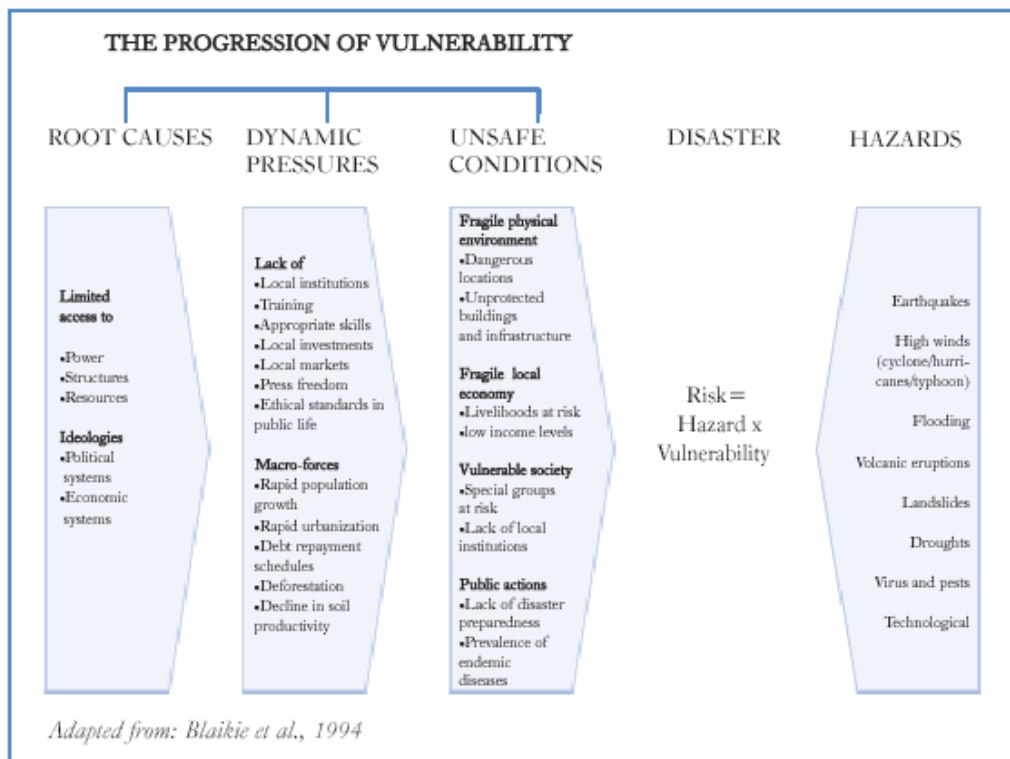 THE PROGRESSION OF VULNERABILITY
ROOT CAUSES
DYNAMIC
PRESSURES
UNSAFE
CONDITIONS
DISASTER
HAZARDS
Limited
access to
•Power
•Structures
•Resources
Ideologies
•Political
systems
•Economic
systems
Lack of
•Local institutions
•Training
•Appropriate skills
•Local investments
•Local markets
•Press freedom
•Ethical standards in
public life
Macro-forces
•Rapid population
growth
•Rapid urbanization
•Debt repayment
schedules
•Deforestation
•Decline in soil
productivity
Fragile physical
environment
•Dangerous
locations
•Unprotected
buildings
and infrastructure
Fragile local
economy
•Livelihoods at risk
•low income levels
Vulnerable society
•Special groups
at risk
•Lack of local
institutions
Public actions
•Lack of disaster
preparedness
•Prevalence of
endemic
diseases
Risk=
Hazard x
Vulnerability
Earthquakes
High winds
(cyclone/hurri-
canes/typhoon)
Flooding
Volcanic eruptions
Landslides
Droughts
Virus and pests
Technological
Adapted from: Blaikie et al., 1994